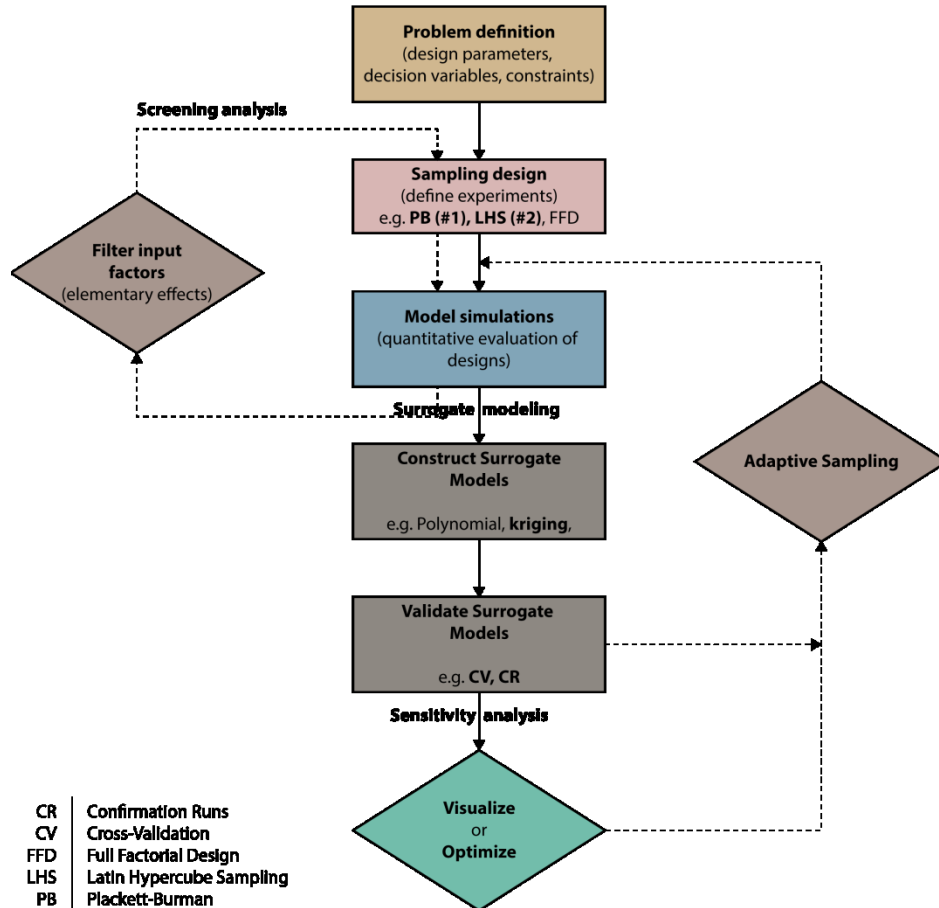 Problem definition
(design parameters,
decision variables, constraints)
Screening analysis
Sampling design
(define experiments)
e.g. PB (#1), LHS (#2), FFD
Filter input
factors
(elementary effects)
Model simulations
(quantitative evaluation of
designs)
Surrogate modeling
Construct Surrogate
Models
e.g. Polynomial, kriging,
Adaptive Sampling
Validate Surrogate
Models
e.g. CV, CR
Sensitivity analysis
Visualize
or
Optimize
CR Confirmation Runs
CV Cross-Validation
FFD Full Factorial Design
LHS Latin Hypercube Sampling
PB Plackett-Burman